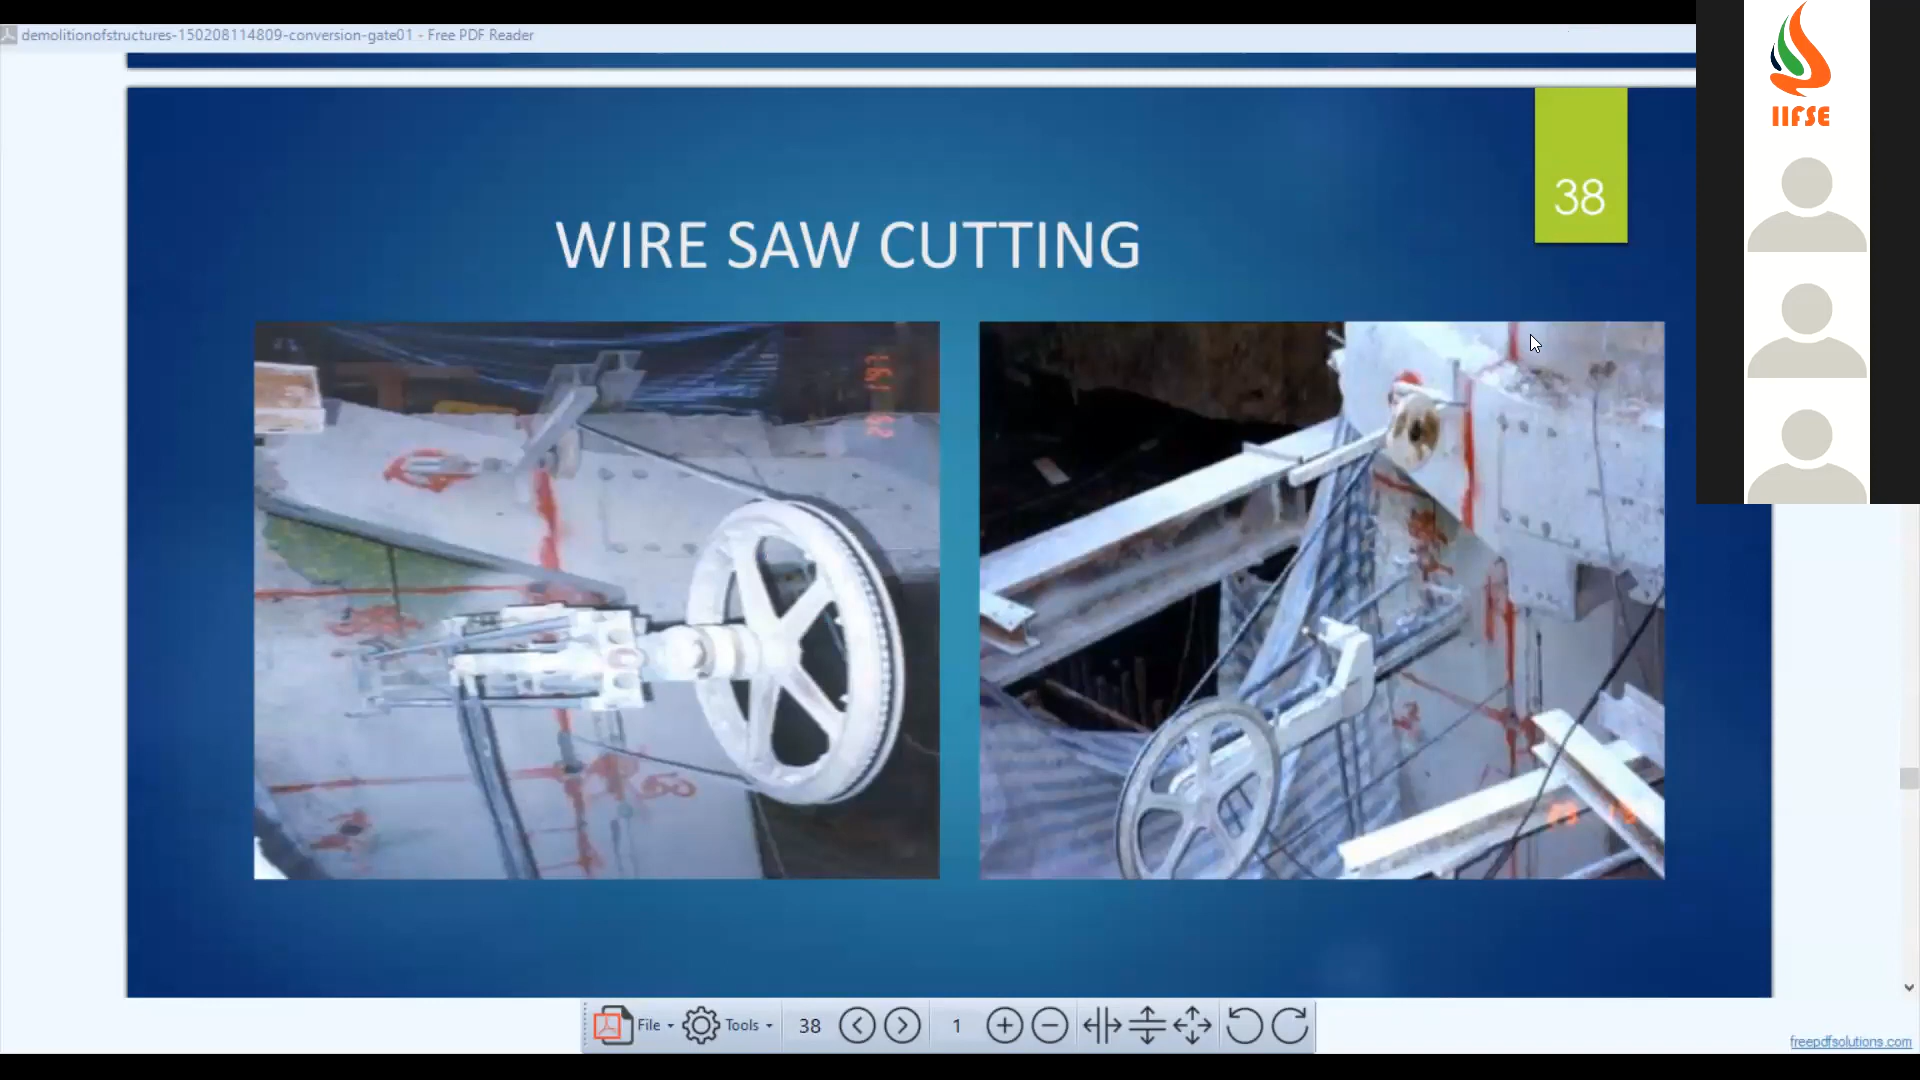 demolitionofstructures-150208114809-conversion-gate01 - Free PDF Reader
IIFSE
38
WIRE SAW CUTTING
File
Tools
38
1
freepdfsolutions.com